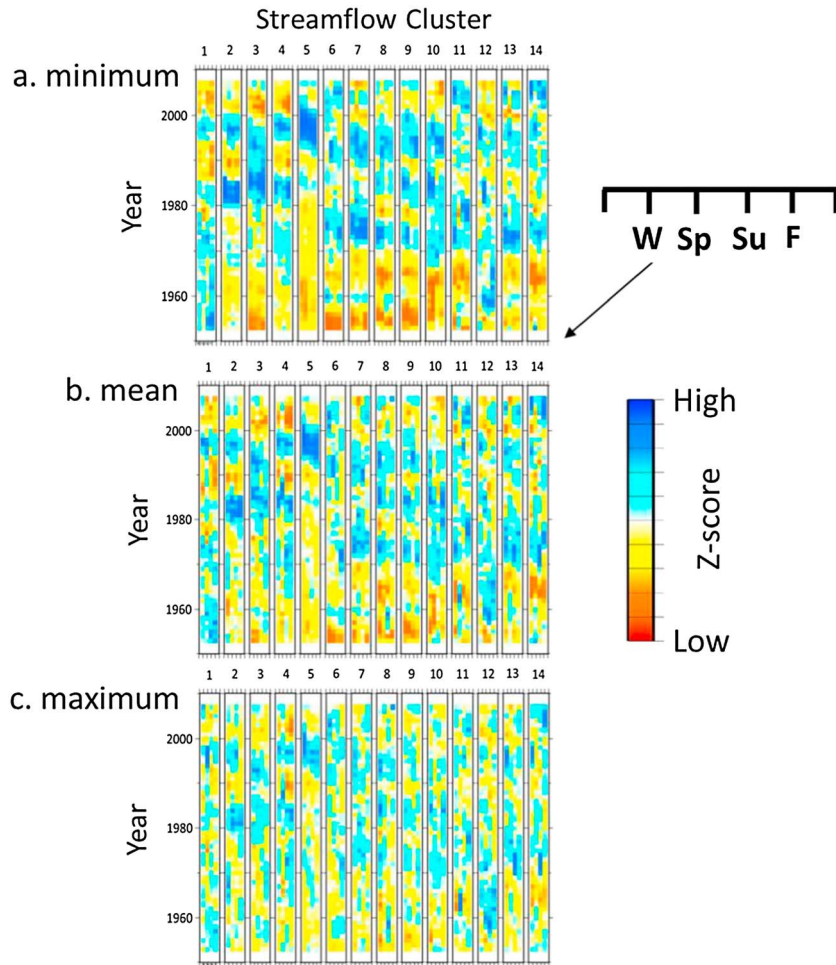 Streamflow Cluster
1 2 3 4 5 6 7 8 9 10 11 12 13 14
a. minimum
2000
1980
1960
Year
W Sp Su F
1 2 3 4 5 6 7 8 9 10 11 12 13 14
b. mean
2000
1980
1960
Year
High
Z-score
Low
1 2 3 4 5 6 7 8 9 10 11 12 13 14
c. maximum
2000
1980
1960
Year